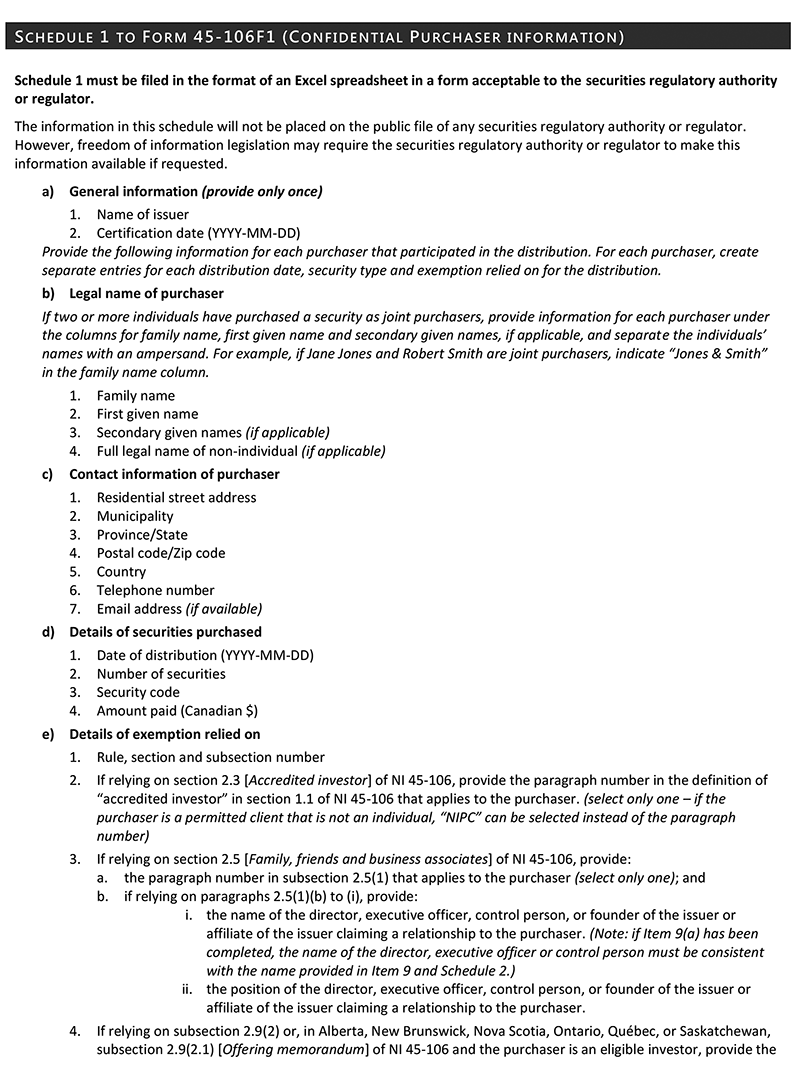 SCHEDULE 1 TO FORM 45-106F1 (CONFIDENTIAL PURCHASER INFORMATION)
Schedule 1 must be filed in the format of an Excel spreadsheet in a form acceptable to the securities regulatory authority
or regulator.
The information in this schedule will not be placed on the public file of any securities regulatory authority or regulator.
However, freedom of information legislation may require the securities regulatory authority or regulator to make this
information available if requested.
a) General information (provide only once)
1. Name of issuer
2. Certification date (YYYY-MM-DD)
Provide the following information for each purchaser that participated in the distribution. For each purchaser, create
separate entries for each distribution date, security type and exemption relied on for the distribution.
b) Legal name of purchaser
If two or more individuals have purchased a security as joint purchasers, provide information for each purchaser under
the columns for family name, first given name and secondary given names, if applicable, and separate the individuals’
names with an ampersand. For example, if Jane Jones and Robert Smith are joint purchasers, indicate “Jones & Smith”
in the family name column.
1. Family name
2. First given name
3. Secondary given names (if applicable)
4. Full legal name of non-individual (if applicable)
c) Contact information of purchaser
1. Residential street address
2. Municipality
3. Province/State
4. Postal code/Zip code
5. Country
6. Telephone number
7. Email address (if available)
d) Details of securities purchased
1. Date of distribution (YYYY-MM-DD)
2. Number of securities
3. Security code
4. Amount paid (Canadian $)
e) Details of exemption relied on
1. Rule, section and subsection number
2. If relying on section 2.3 [Accredited investor] of NI 45-106, provide the paragraph number in the definition of
“accredited investor” in section 1.1 of NI 45-106 that applies to the purchaser. (select only one – if the
purchaser is a permitted client that is not an individual, “NIPC” can be selected instead of the paragraph
number)
3. If relying on section 2.5 [Family, friends and business associates] of NI 45-106, provide:
a. the paragraph number in subsection 2.5(1) that applies to the purchaser (select only one); and
b. if relying on paragraphs 2.5(1)(b) to (i), provide:
i. the name of the director, executive officer, control person, or founder of the issuer or
affiliate of the issuer claiming a relationship to the purchaser. (Note: if Item 9(a) has been
completed, the name of the director, executive officer or control person must be consistent
with the name provided in Item 9 and Schedule 2.)
ii. the position of the director, executive officer, control person, or founder of the issuer or
affiliate of the issuer claiming a relationship to the purchaser.
4. If relying on subsection 2.9(2) or, in Alberta, New Brunswick, Nova Scotia, Ontario, Québec, or Saskatchewan,
subsection 2.9(2.1) [Offering memorandum] of NI 45-106 and the purchaser is an eligible investor, provide the